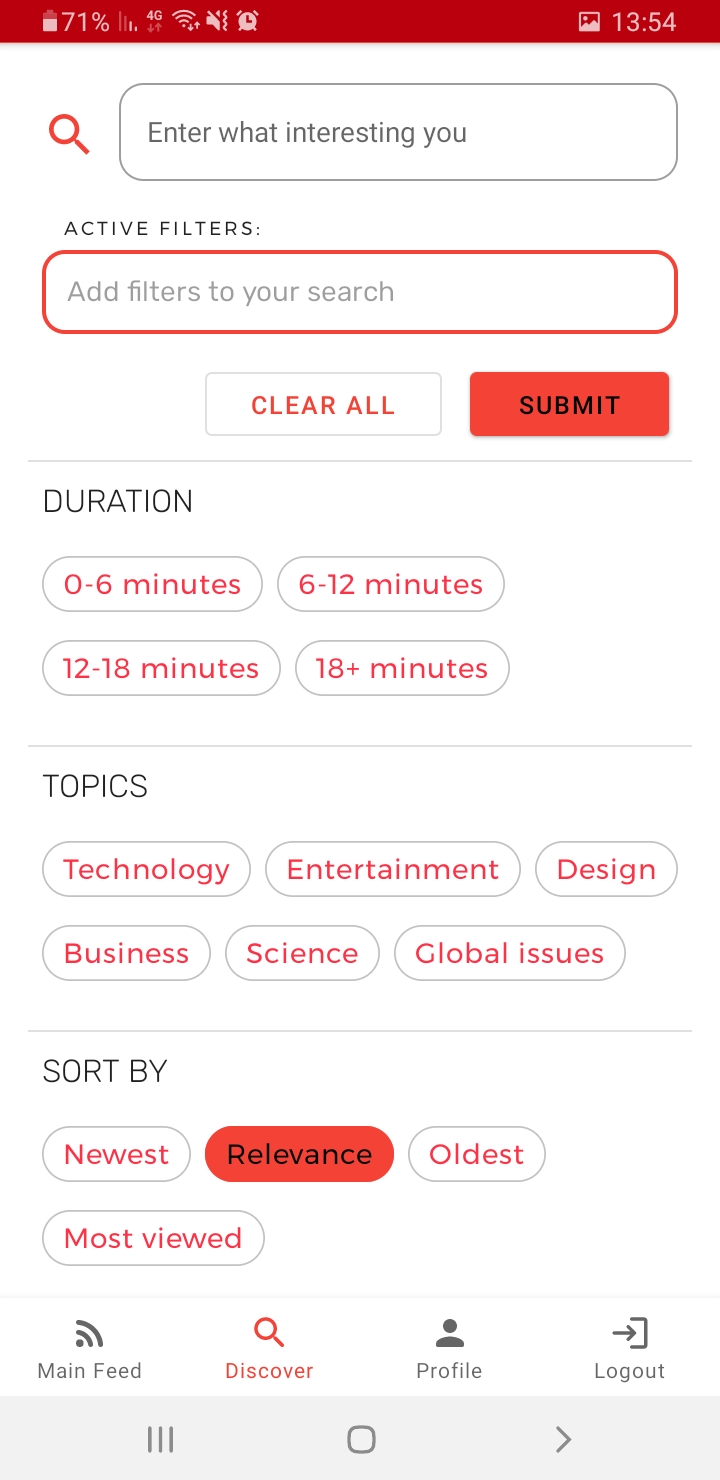 71% 4G 13:54
Enter what interesting you
ACTIVE FILTERS:
Add filters to your search
CLEAR ALL SUBMIT
DURATION
0-6 minutes 6-12 minutes
12-18 minutes 18+ minutes
TOPICS
Technology Entertainment Design
Business Science Global issues
SORT BY
Newest Relevance Oldest
Most viewed
Main Feed Discover Profile Logout